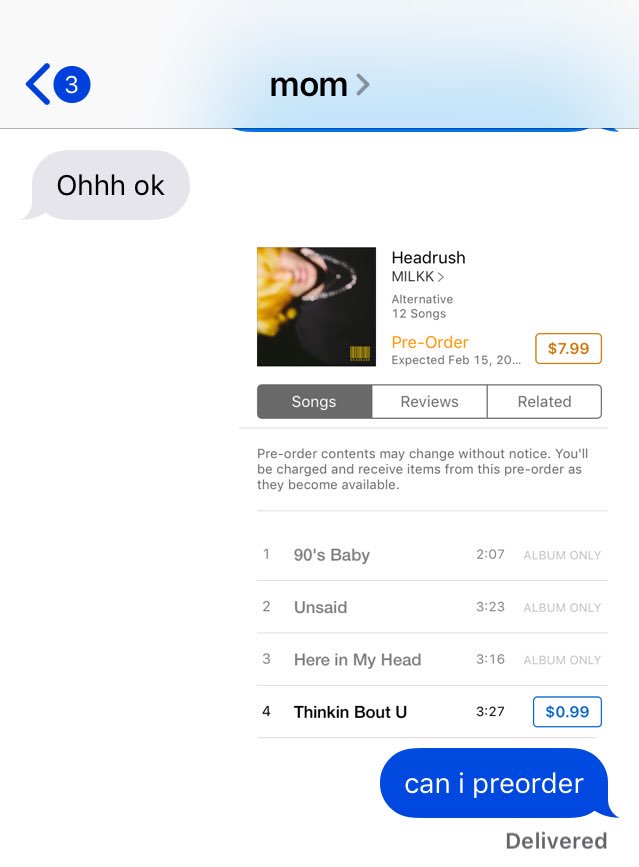 3
mom
Ohhh ok
Headrush
MILKK
Alternative
12 Songs
Pre-Order
Expected Feb 15, 20...
$7.99
Songs Reviews Related
Pre-order contents may change without notice. You'll
be charged and receive items from this pre-order as
they become available.
1 90's Baby 2:07 ALBUM ONLY
2 Unsaid 3:23 ALBUM ONLY
3 Here in My Head 3:16 ALBUM ONLY
4 Thinkin Bout U 3:27 $0.99
can i preorder
Delivered